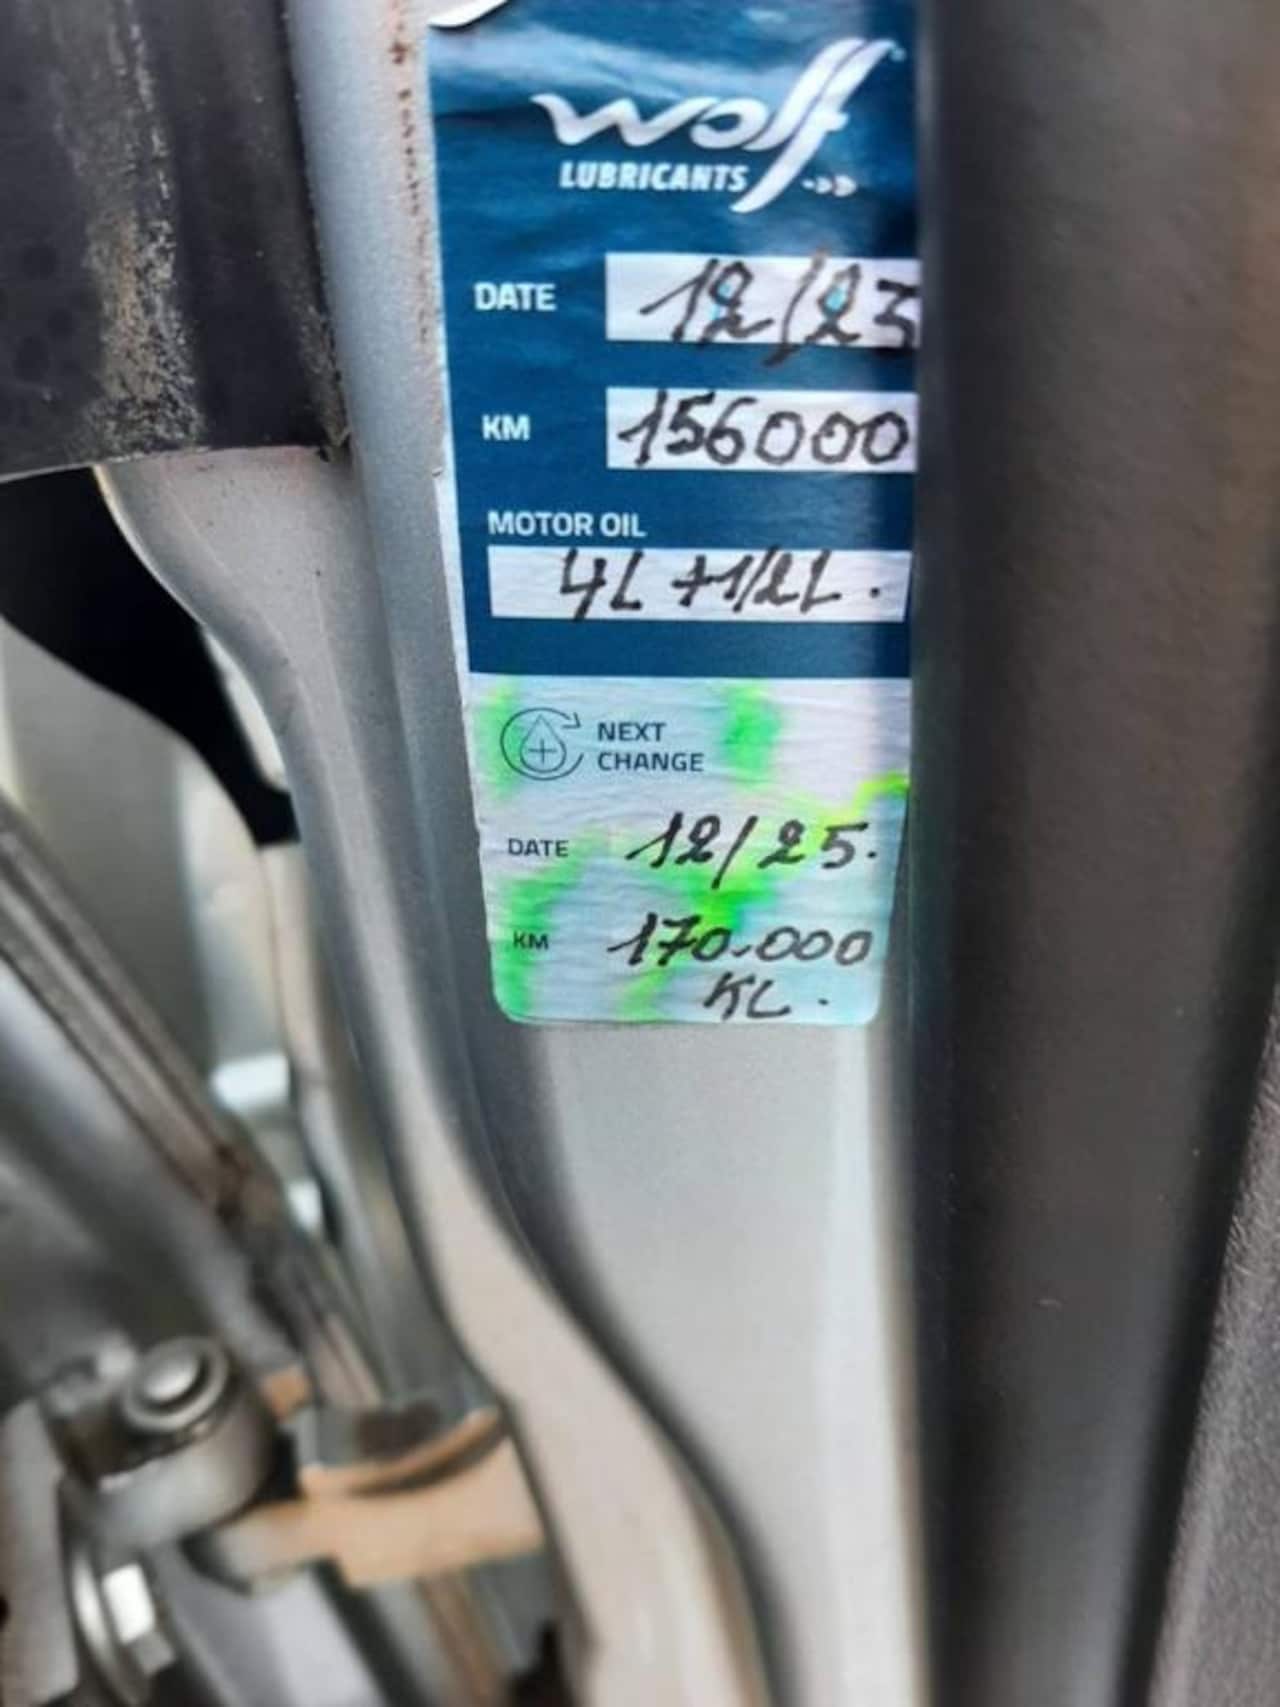 wolf
LUBRICANTS
DATE 12/23
KM 156000
MOTOR OIL
4L +1/2L.
NEXT
CHANGE
DATE 12/25.
KM 170.000
KL.